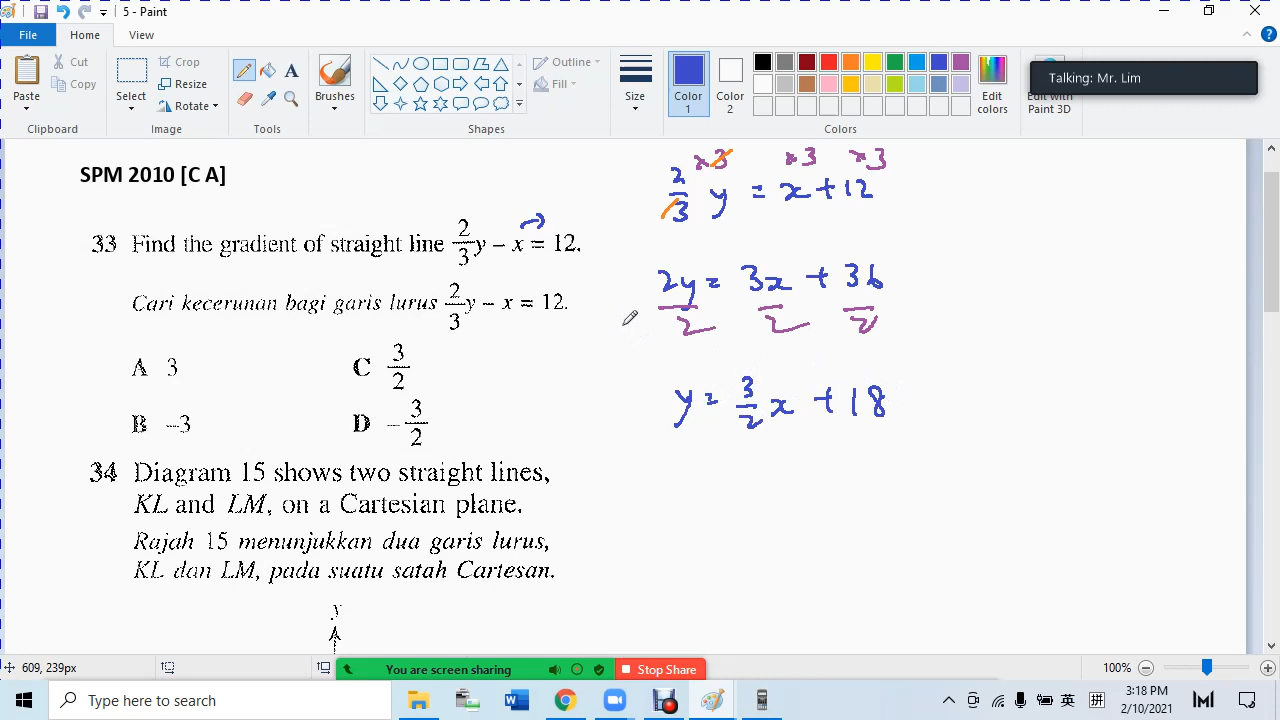 5 - Paint
File Home View
Paste Cut Copy Clipboard
Select Crop Resize Rotate Image
Tools
Brushes
Shapes Outline Fill
Size
Color 1 Color 2 Edit colors Colors
Edit with Paint 3D
Talking: Mr. Lim
SPM 2010 [C A]
33 Find the gradient of straight line 2/3 y – x = 12.
Cari kecerunan bagi garis lurus 2/3 y – x = 12.
A 3 C 3/2
B –3 D –3/2
34 Diagram 15 shows two straight lines,
KL and LM, on a Cartesian plane.
Rajah 15 menunjukkan dua garis lurus,
KL dan LM, pada suatu satah Cartesan.
y
×3 ×3 ×3
2/3 y = x + 12
2y/2 = 3x/2 + 36/2
y = 3/2 x + 18
609, 239px
You are screen sharing Stop Share
100%
Type here to search
英 拼
3:18 PM
2/10/2021